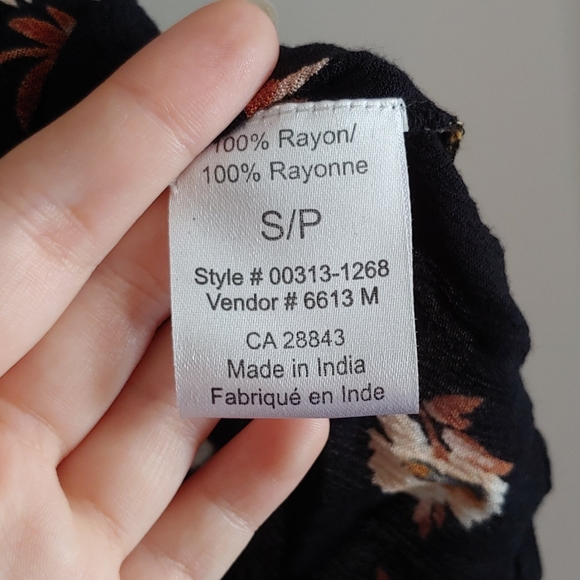 100% Rayon/
100% Rayonne
S/P
Style # 00313-1268
Vendor # 6613 M
CA 28843
Made in India
Fabriqué en Inde